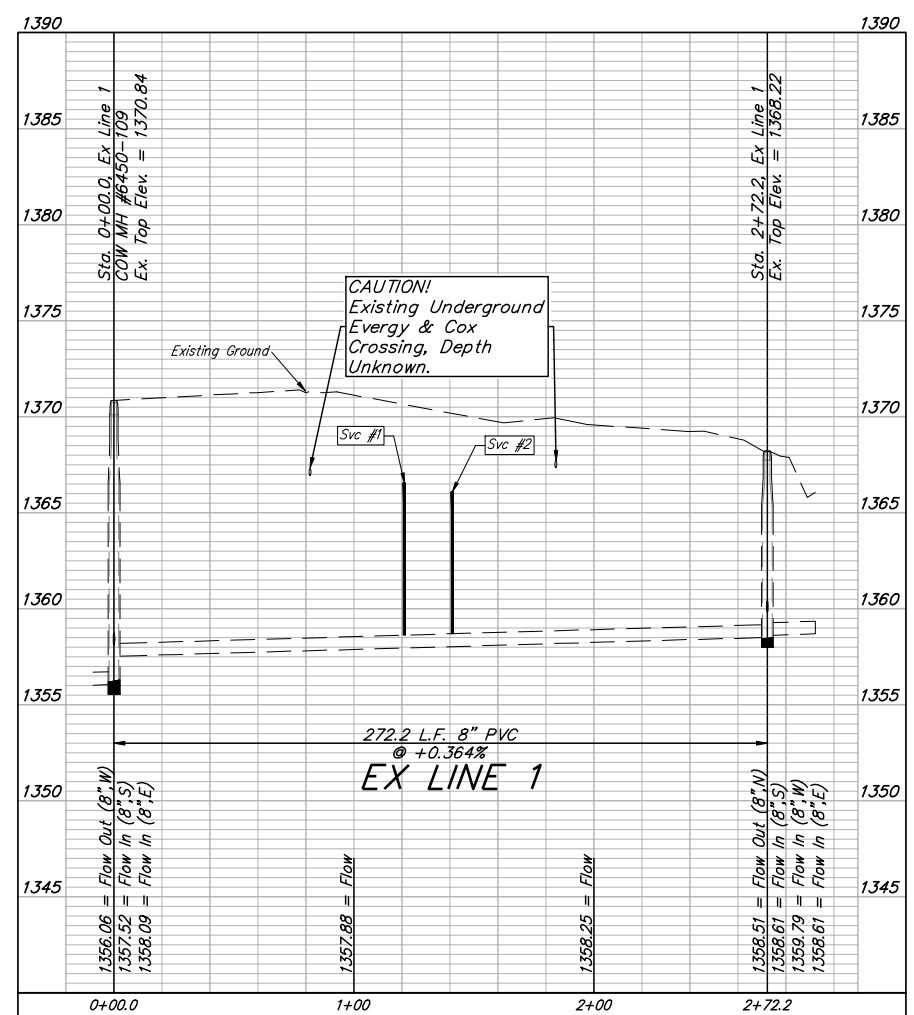 1390
1390
1385
1385
1380
1380
1375
1375
1370
1370
1365
1365
1360
1360
1355
1355
1350
1350
1345
1345
Sta. 0+00.0, Ex Line 1
COW MH #6450-109
Ex. Top Elev. = 1370.84
Sta. 2+72.2, Ex Line 1
Ex. Top Elev. = 1368.22
CAUTION!
Existing Underground
Evergy & Cox
Crossing, Depth
Unknown.
Existing Ground
Svc #1
Svc #2
272.2 L.F. 8" PVC
@ +0.364%
EX LINE 1
1356.06 = Flow Out (8",W)
1357.52 = Flow In (8",S)
1358.09 = Flow In (8",E)
1357.88 = Flow
1358.25 = Flow
1358.51 = Flow Out (8",N)
1358.61 = Flow In (8",S)
1359.79 = Flow In (8",W)
1358.61 = Flow In (8",E)
0+00.0
1+00
2+00
2+72.2